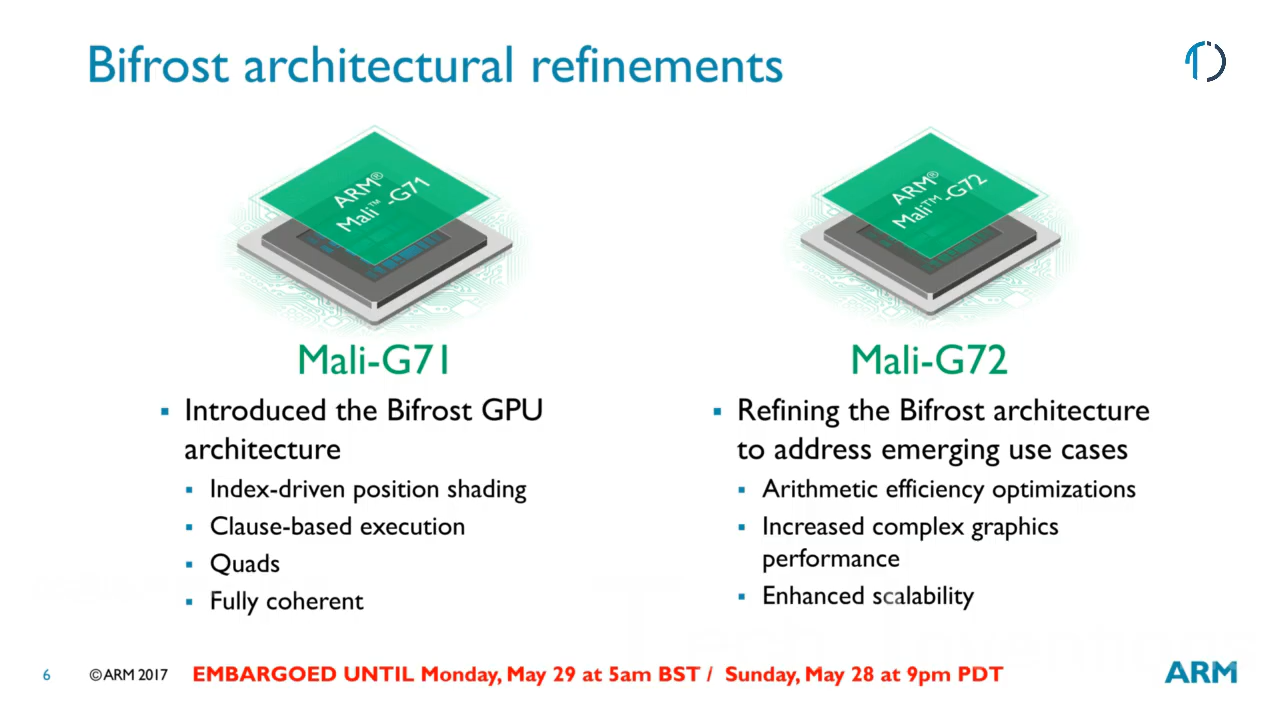 Bifrost architectural refinements
ARM®
Mali™-G71
ARM®
Mali™-G72
Mali-G71
▪ Introduced the Bifrost GPU
architecture
▪ Index-driven position shading
▪ Clause-based execution
▪ Quads
▪ Fully coherent
Mali-G72
▪ Refining the Bifrost architecture
to address emerging use cases
▪ Arithmetic efficiency optimizations
▪ Increased complex graphics
performance
▪ Enhanced scalability
6 ©ARM 2017 EMBARGOED UNTIL Monday, May 29 at 5am BST / Sunday, May 28 at 9pm PDT ARM